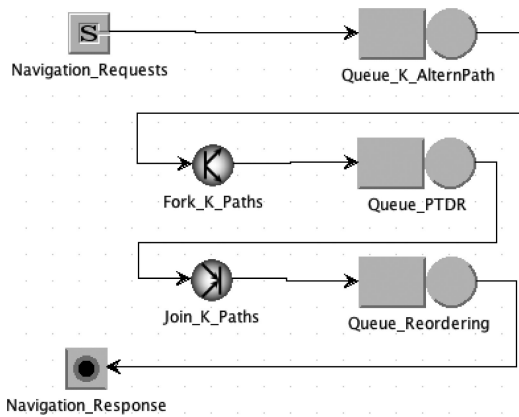 S
Navigation_Requests
Queue_K_AlternPath
Fork_K_Paths
Queue_PTDR
Join_K_Paths
Queue_Reordering
Navigation_Response